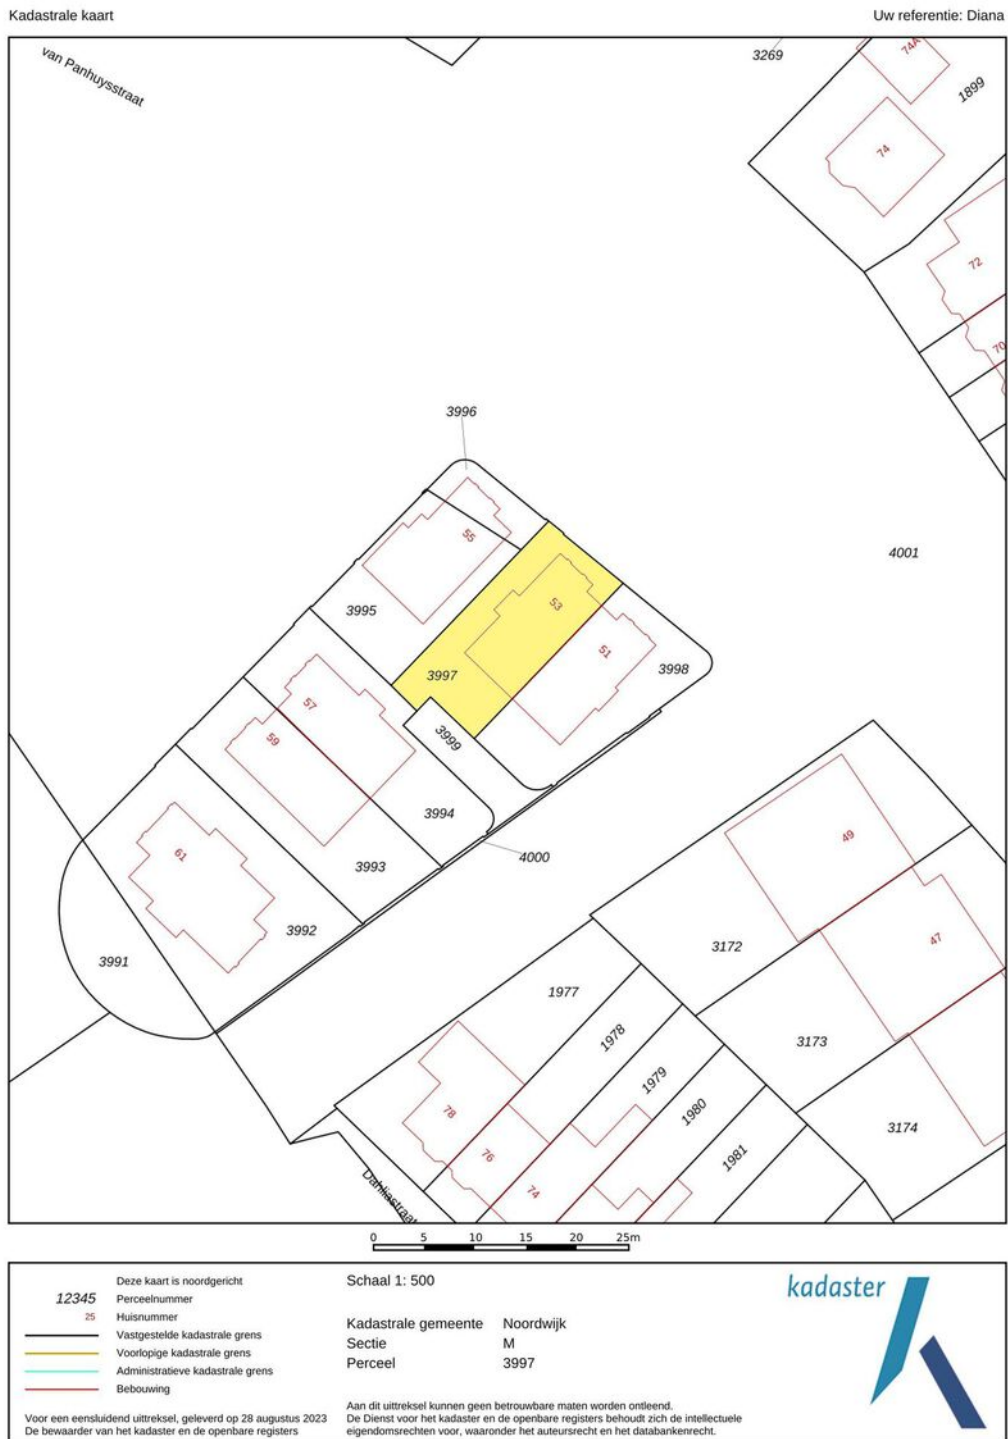 Kadastrale kaart
Uw referentie: Diana
van Panhuysstraat
3269
74A
1899
74
72
70
3996
55
4001
3995
53
51
3997
3998
57
3999
59
3994
49
61
4000
3993
47
3992
3172
3991
1977
1978
3173
1979
78
1980
3174
76
1981
74
Dahliastraat
0 5 10 15 20 25m
Deze kaart is noordgericht
12345 Perceelnummer
25 Huisnummer
Vastgestelde kadastrale grens
Voorlopige kadastrale grens
Administratieve kadastrale grens
Bebouwing
Voor een eensluidend uittreksel, geleverd op 28 augustus 2023
De bewaarder van het kadaster en de openbare registers
Schaal 1: 500
Kadastrale gemeente Noordwijk
Sectie M
Perceel 3997
Aan dit uittreksel kunnen geen betrouwbare maten worden ontleend.
De Dienst voor het kadaster en de openbare registers behoudt zich de intellectuele
eigendomsrechten voor, waaronder het auteursrecht en het databankenrecht.
kadaster